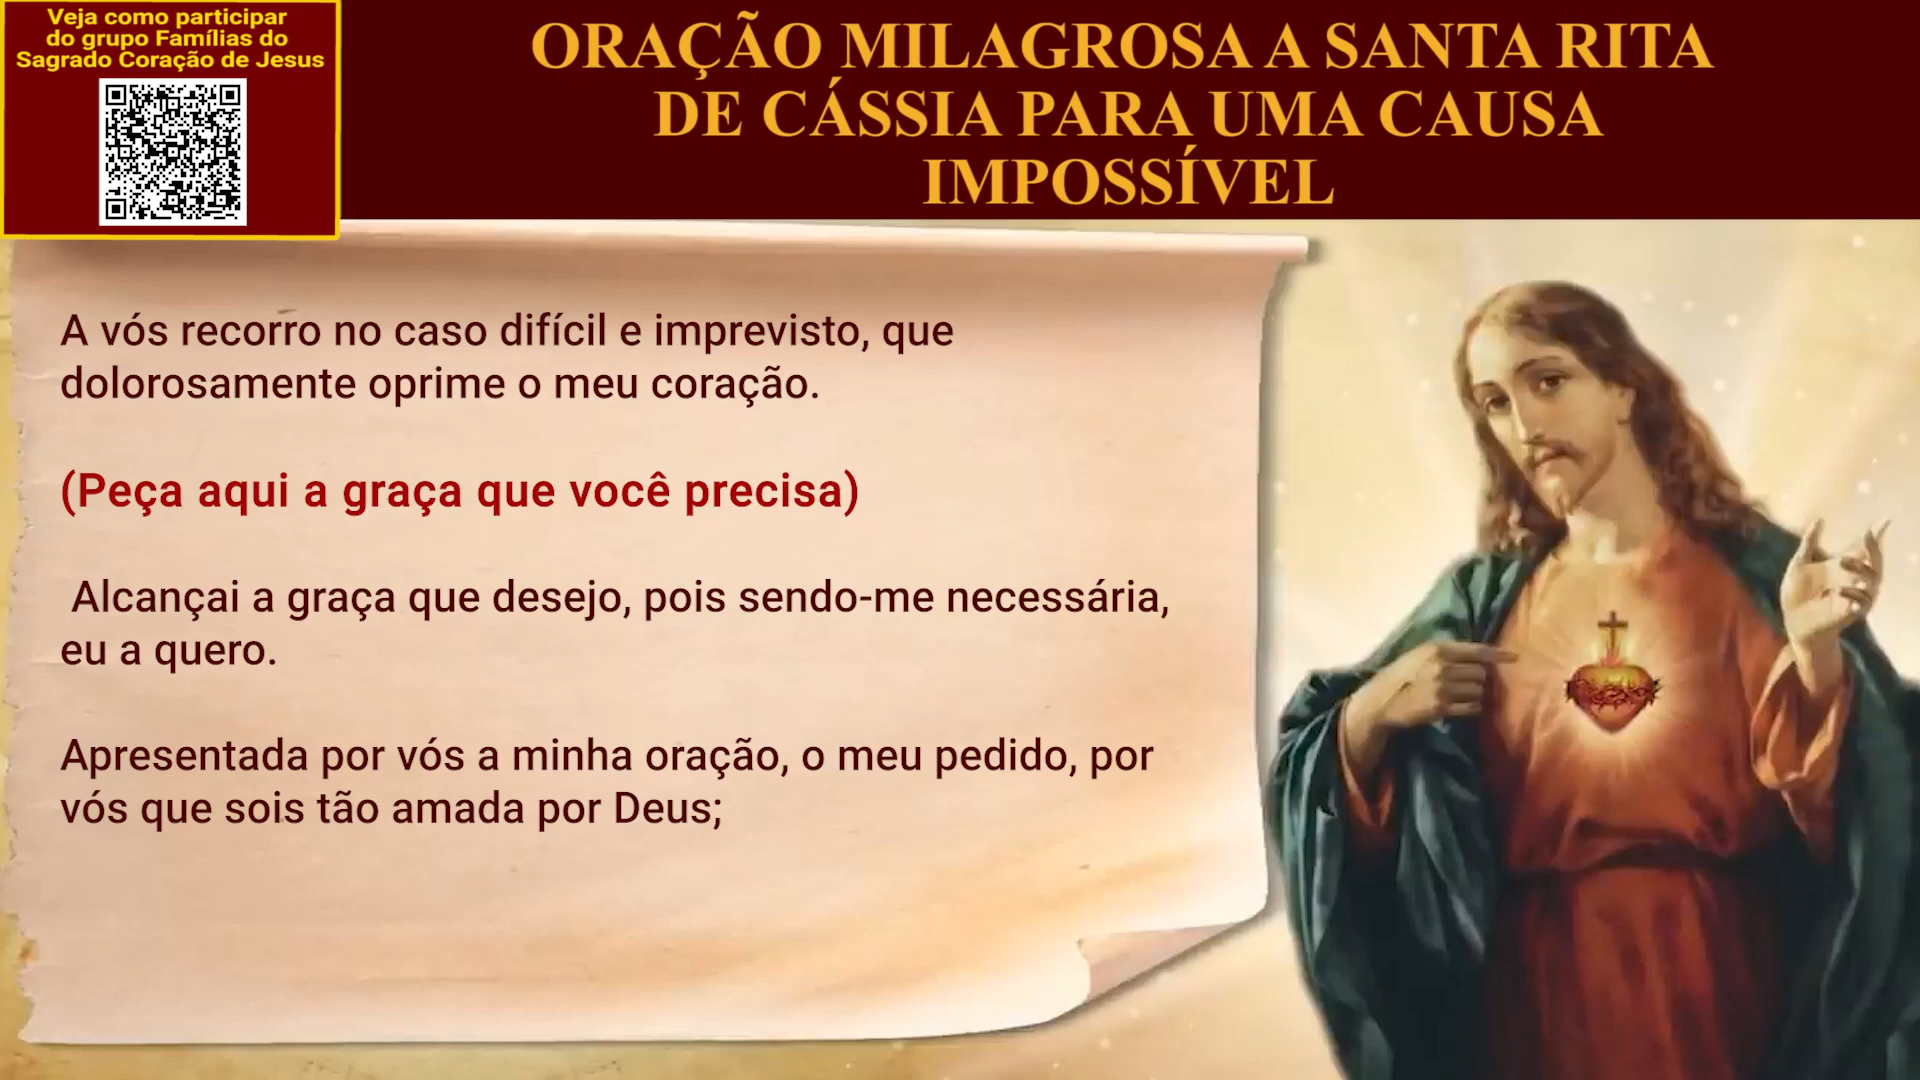 Veja como participar
do grupo Famílias do
Sagrado Coração de Jesus
ORAÇÃO MILAGROSA A SANTA RITA
DE CÁSSIA PARA UMA CAUSA
IMPOSSÍVEL
A vós recorro no caso difícil e imprevisto, que
dolorosamente oprime o meu coração.
(Peça aqui a graça que você precisa)
Alcançai a graça que desejo, pois sendo-me necessária,
eu a quero.
Apresentada por vós a minha oração, o meu pedido, por
vós que sois tão amada por Deus;